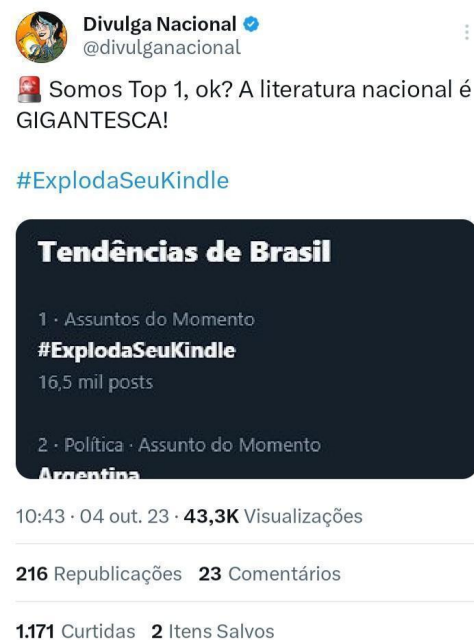 Divulga Nacional
@divulganacional
🚨 Somos Top 1, ok? A literatura nacional é
GIGANTESCA!
#ExplodaSeuKindle
Tendências de Brasil
1 · Assuntos do Momento
#ExplodaSeuKindle
16,5 mil posts
2 · Política · Assunto do Momento
Argentina
10:43 · 04 out. 23 · 43,3K Visualizações
216 Republicações 23 Comentários
1.171 Curtidas 2 Itens Salvos